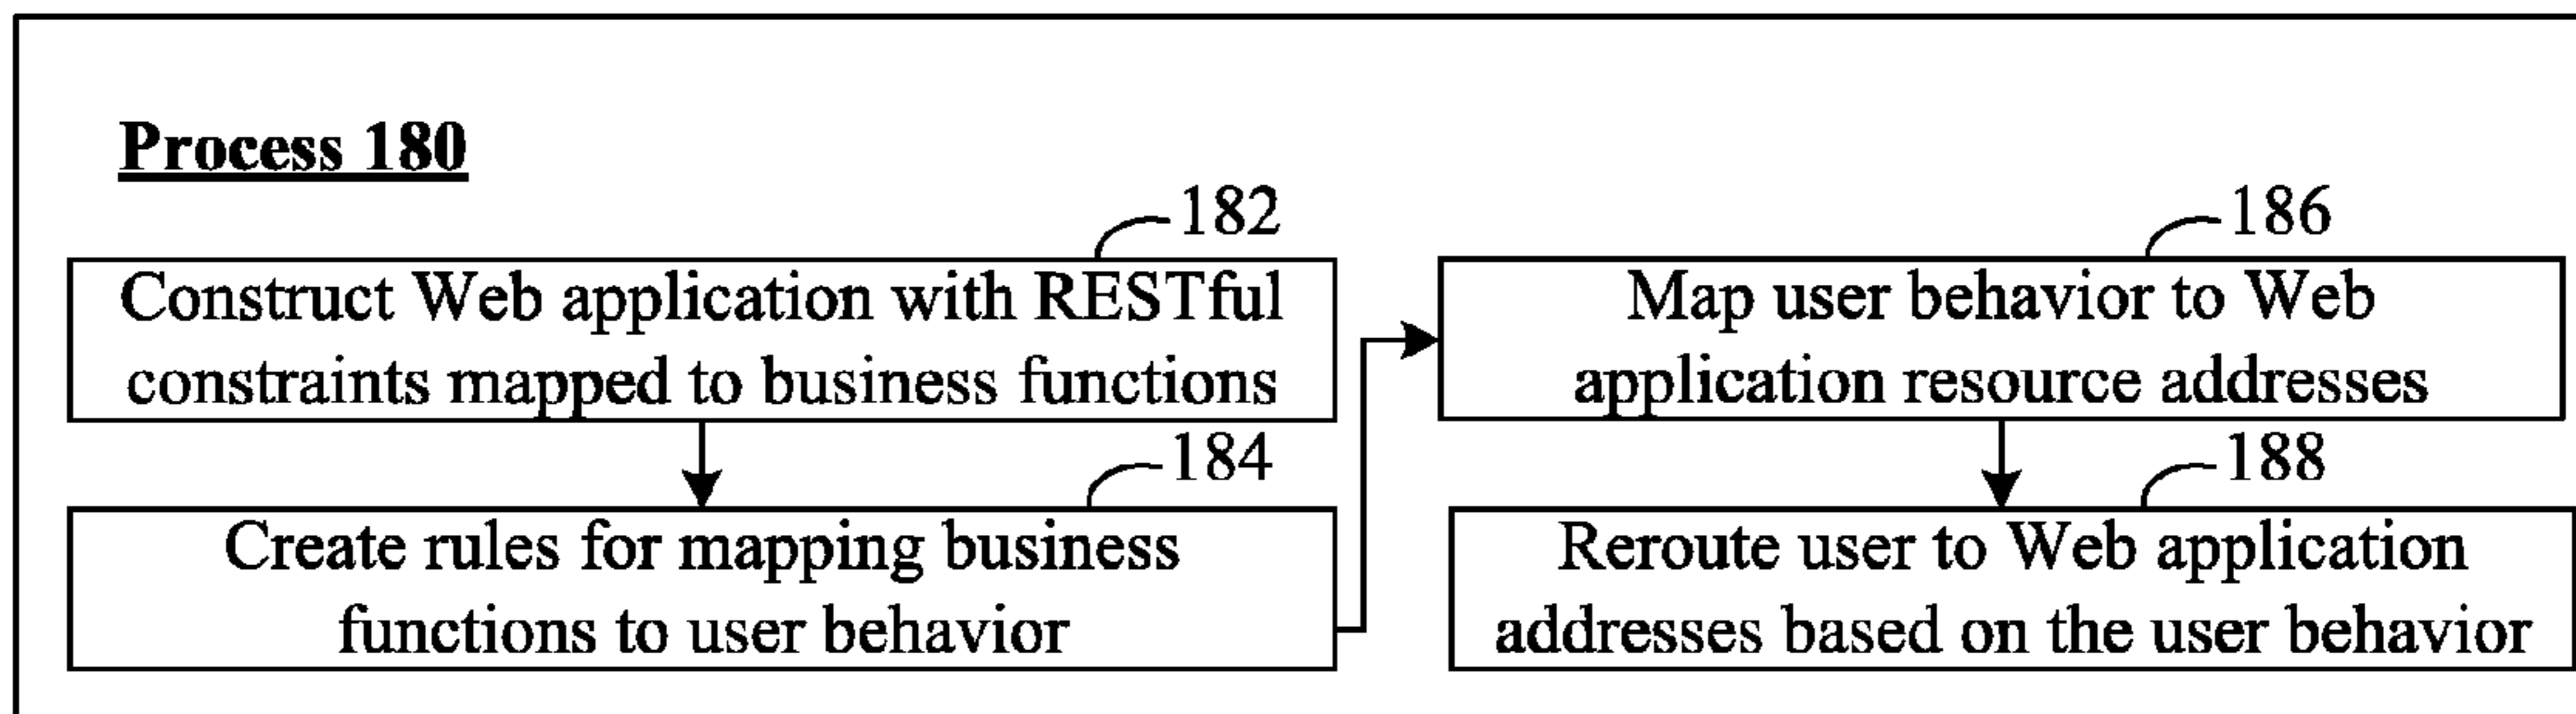 Process 180
182
Construct Web application with RESTful
constraints mapped to business functions
184
Create rules for mapping business
functions to user behavior
186
Map user behavior to Web
application resource addresses
188
Reroute user to Web application
addresses based on the user behavior